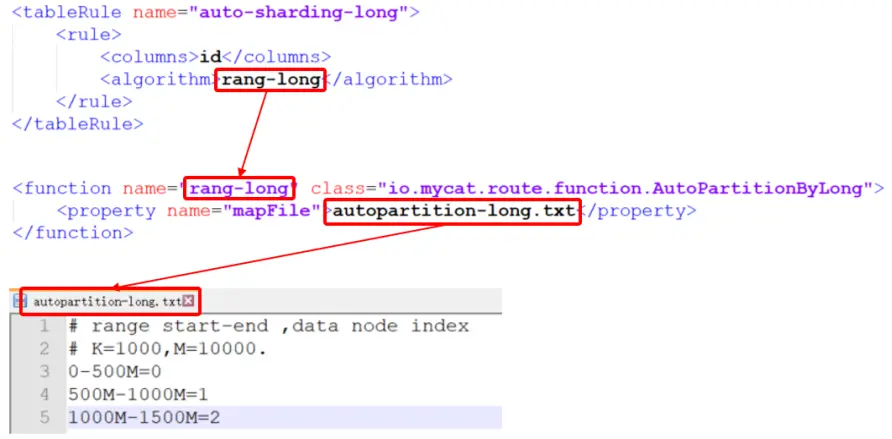 <tableRule name="auto-sharding-long">
<rule>
<columns>id</columns>
<algorithm>rang-long</algorithm>
</rule>
</tableRule>
<function name="rang-long" class="io.mycat.route.function.AutoPartitionByLong">
<property name="mapFile">autopartition-long.txt</property>
</function>
autopartition-long.txt
1 # range start-end ,data node index
2 # K=1000,M=10000.
3 0-500M=0
4 500M-1000M=1
5 1000M-1500M=2